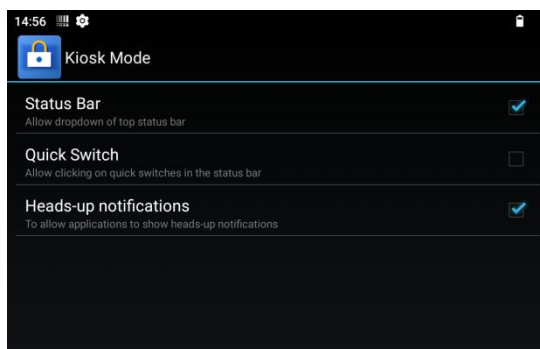 14:56
Kiosk Mode
Status Bar
Allow dropdown of top status bar
Quick Switch
Allow clicking on quick switches in the status bar
Heads-up notifications
To allow applications to show heads-up notifications